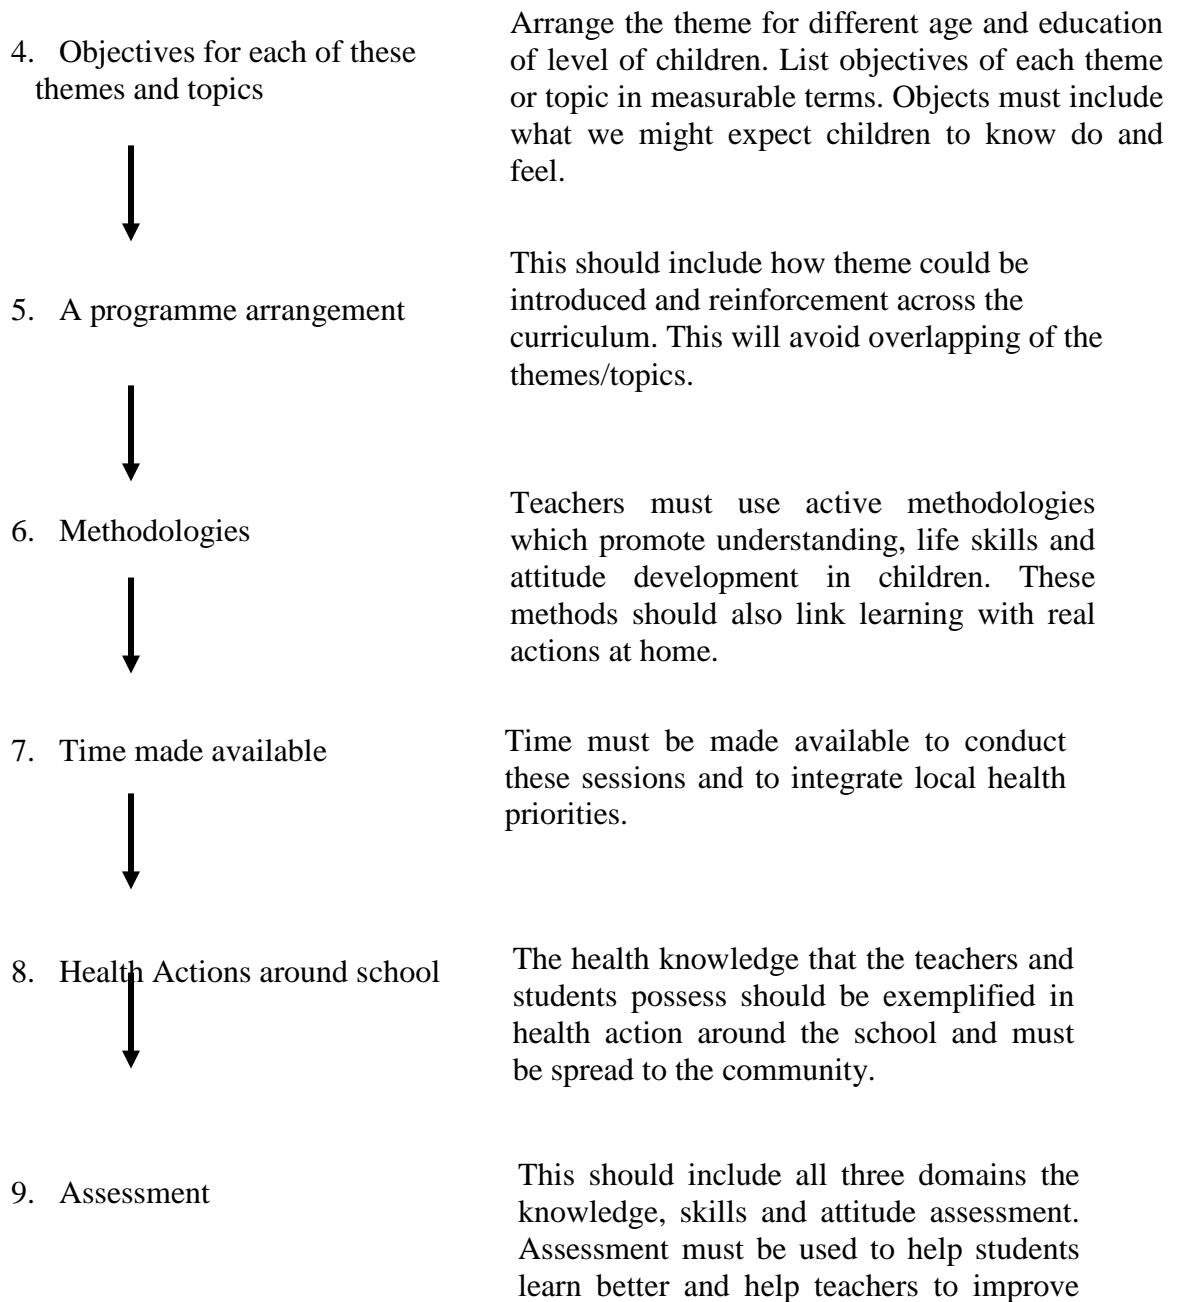 4. Objectives for each of these
themes and topics
Arrange the theme for different age and education
of level of children. List objectives of each theme
or topic in measurable terms. Objects must include
what we might expect children to know do and
feel.
5. A programme arrangement
This should include how theme could be
introduced and reinforcement across the
curriculum. This will avoid overlapping of the
themes/topics.
6. Methodologies
Teachers must use active methodologies
which promote understanding, life skills and
attitude development in children. These
methods should also link learning with real
actions at home.
7. Time made available
Time must be made available to conduct
these sessions and to integrate local health
priorities.
8. Health Actions around school
The health knowledge that the teachers and
students possess should be exemplified in
health action around the school and must
be spread to the community.
9. Assessment
This should include all three domains the
knowledge, skills and attitude assessment.
Assessment must be used to help students
learn better and help teachers to improve